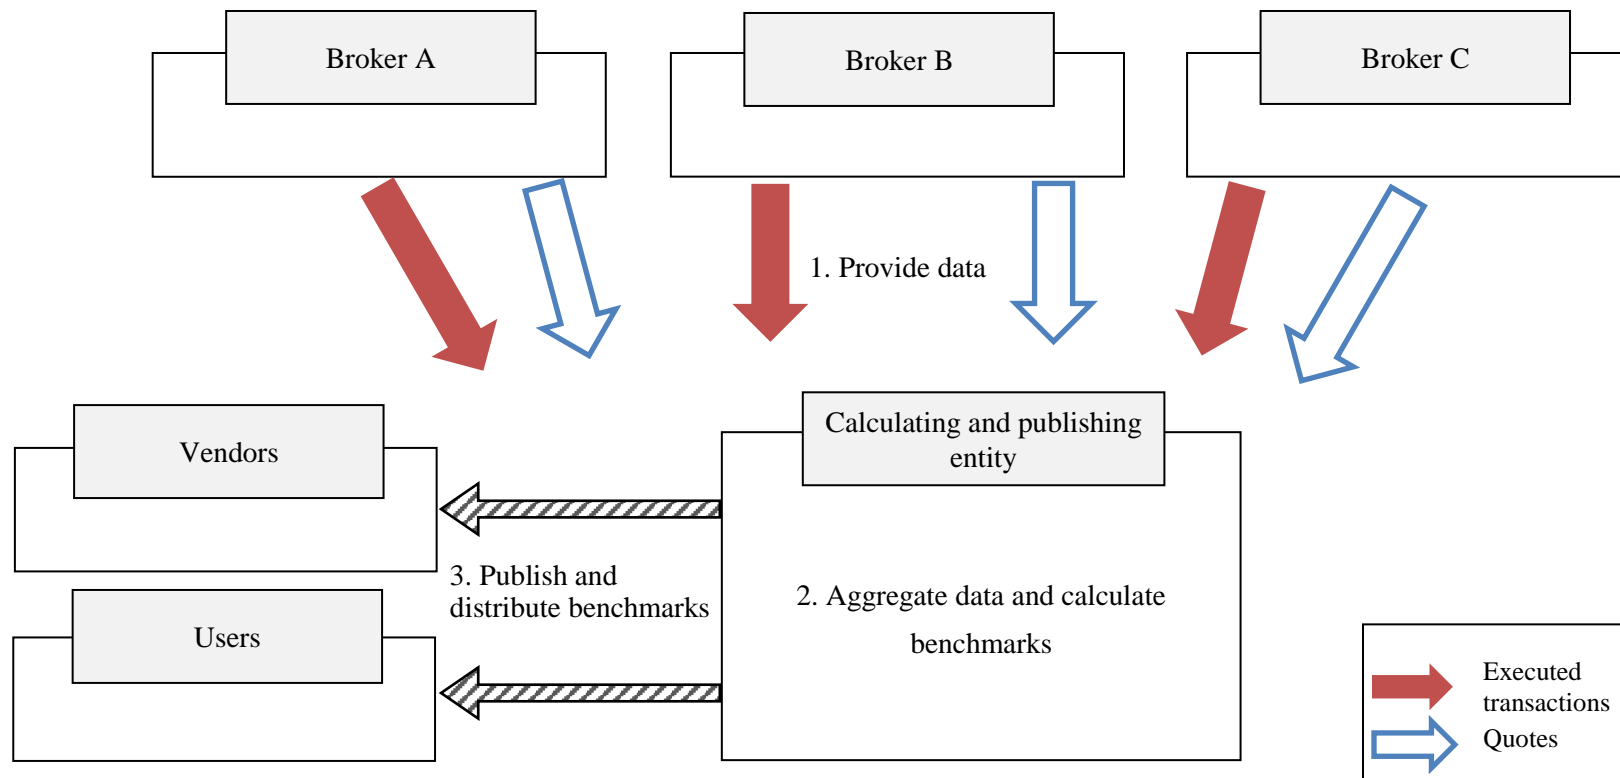 Broker A
Broker B
Broker C
1. Provide data
Vendors
Calculating and publishing
entity
3. Publish and
distribute benchmarks
2. Aggregate data and calculate
benchmarks
Users
Executed
transactions
Quotes